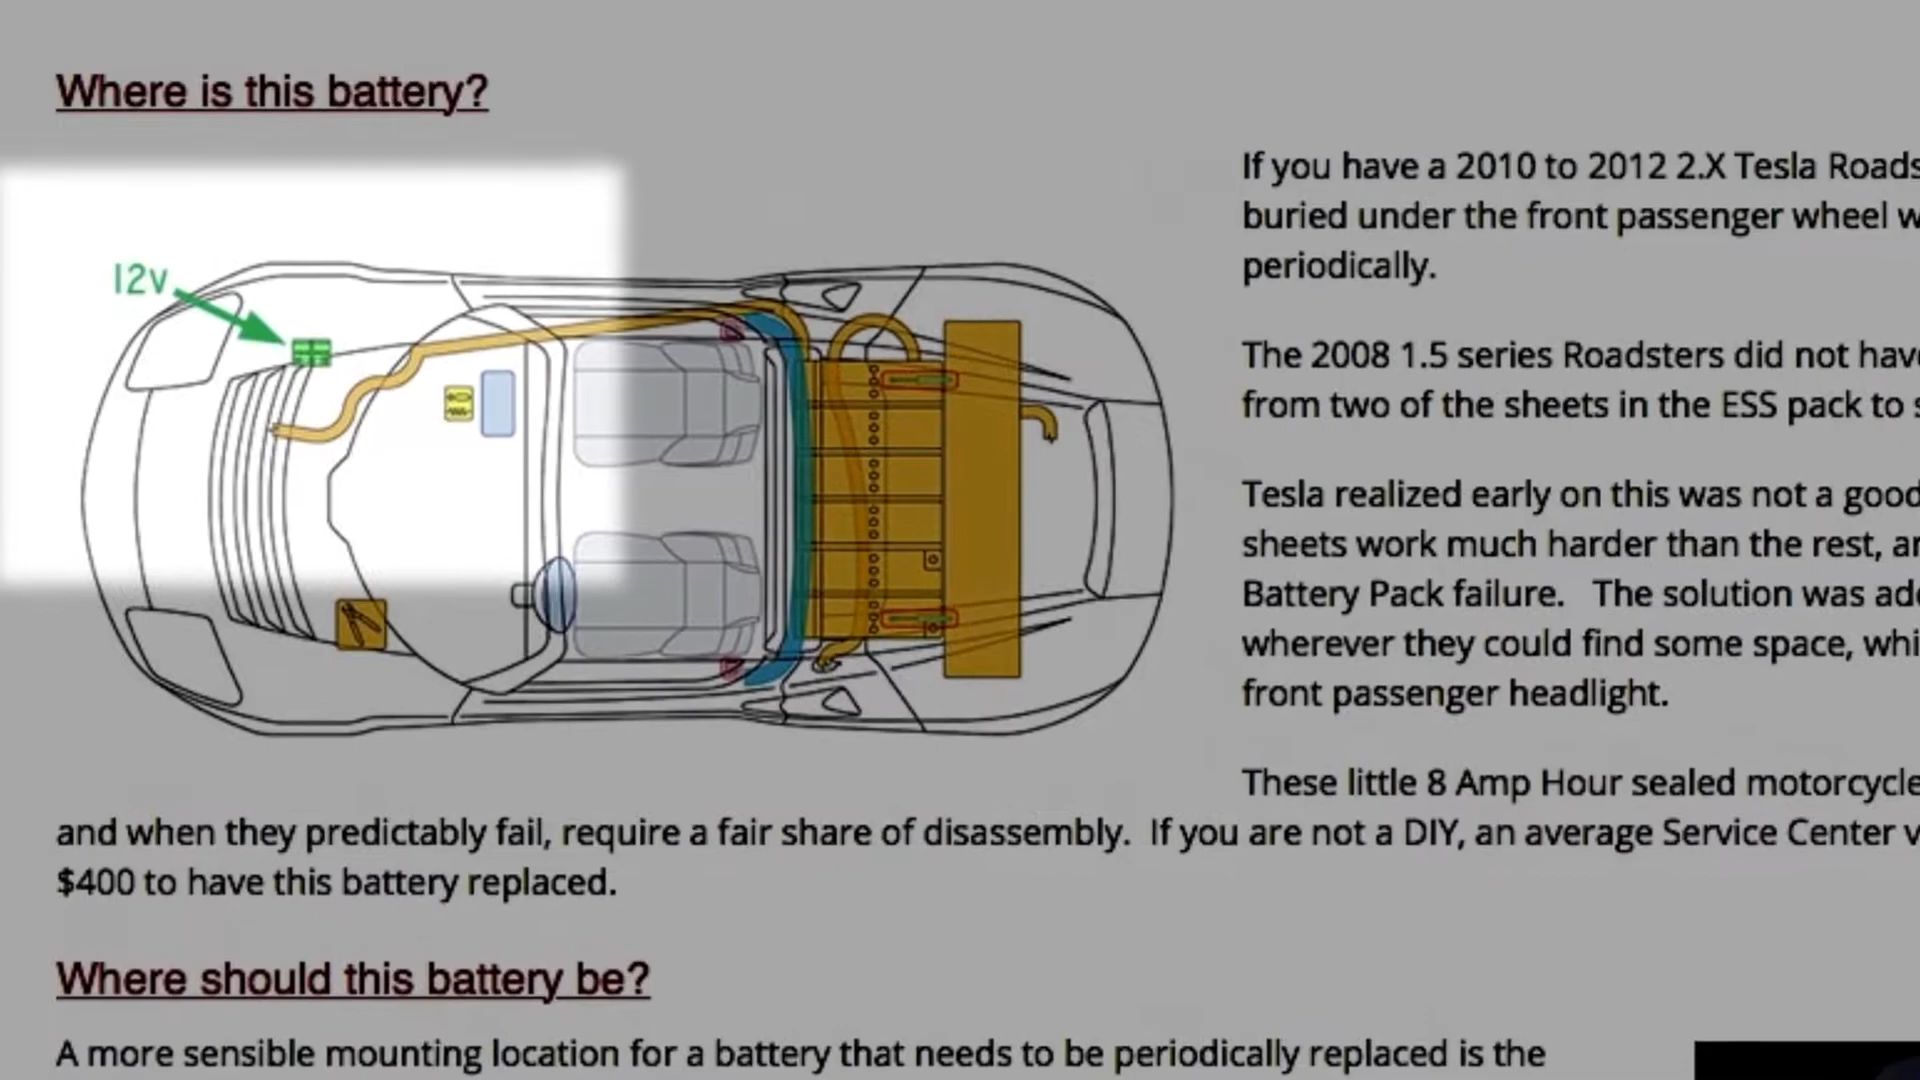 Where is this battery?
12v
If you have a 2010 to 2012 2.X Tesla
buried under the front passenger wheel
periodically.
The 2008 1.5 series Roadsters did not
from two of the sheets in the ESS pack to
Tesla realized early on this was not a good
sheets work much harder than the rest,
Battery Pack failure. The solution was
wherever they could find some space,
front passenger headlight.
These little 8 Amp Hour sealed motorcycle
and when they predictably fail, require a fair share of disassembly. If you are not a DIY, an average Service Center
$400 to have this battery replaced.
Where should this battery be?
A more sensible mounting location for a battery that needs to be periodically replaced is the